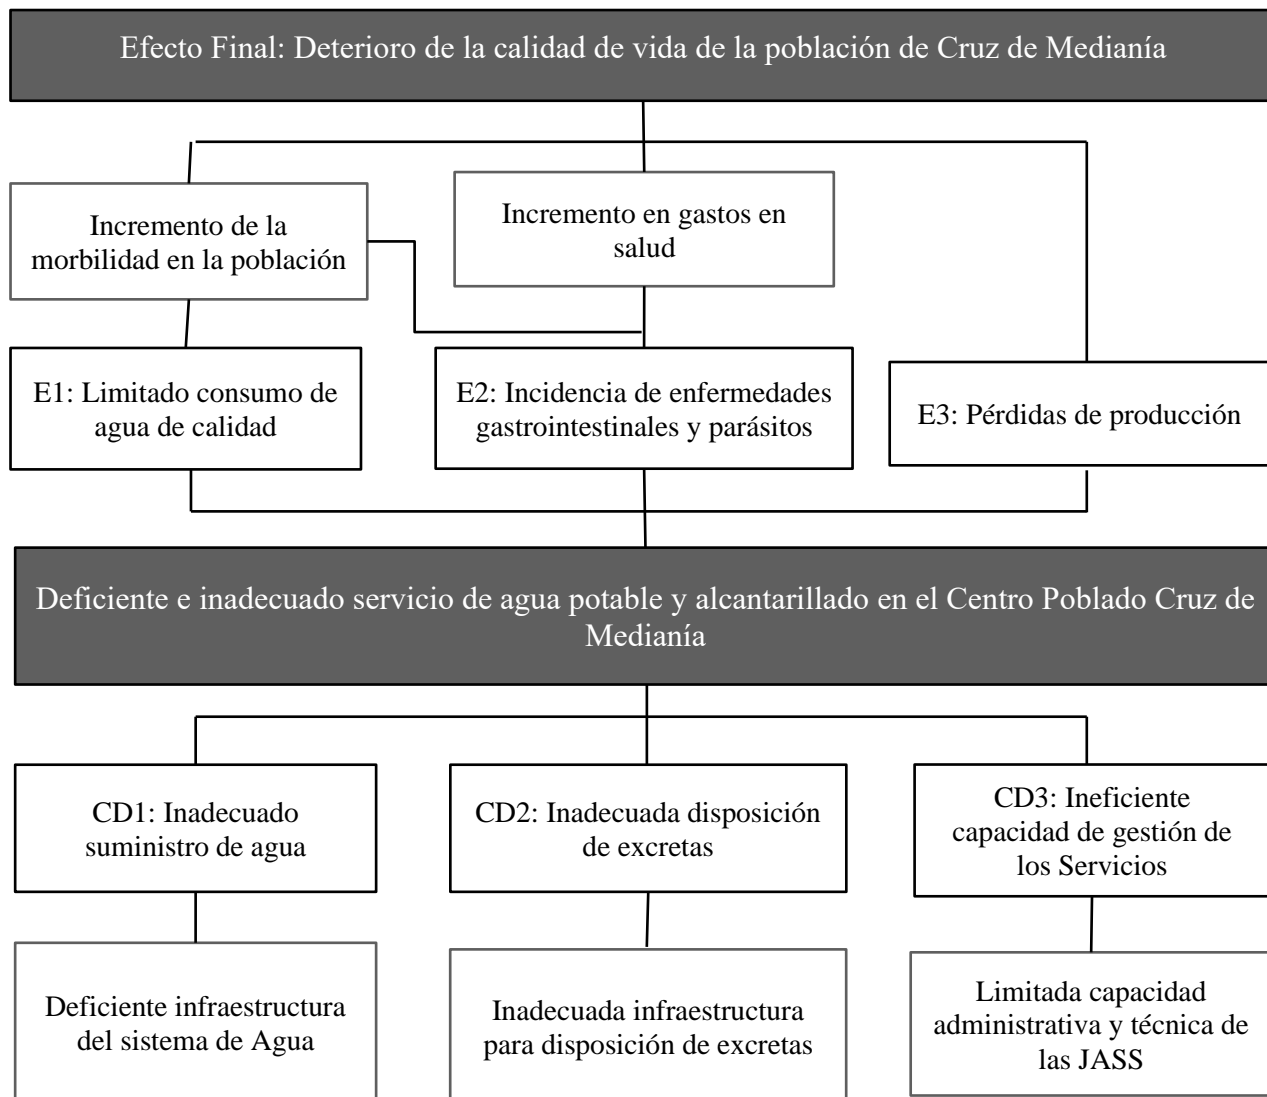 Efecto Final: Deterioro de la calidad de vida de la población de Cruz de Medianía
Incremento de la
morbilidad en la población
Incremento en gastos en
salud
E1: Limitado consumo de
agua de calidad
E2: Incidencia de enfermedades
gastrointestinales y parásitos
E3: Pérdidas de producción
Deficiente e inadecuado servicio de agua potable y alcantarillado en el Centro Poblado Cruz de
Medianía
CD1: Inadecuado
suministro de agua
CD2: Inadecuada disposición
de excretas
CD3: Ineficiente
capacidad de gestión de
los Servicios
Deficiente infraestructura
del sistema de Agua
Inadecuada infraestructura
para disposición de excretas
Limitada capacidad
administrativa y técnica de
las JASS